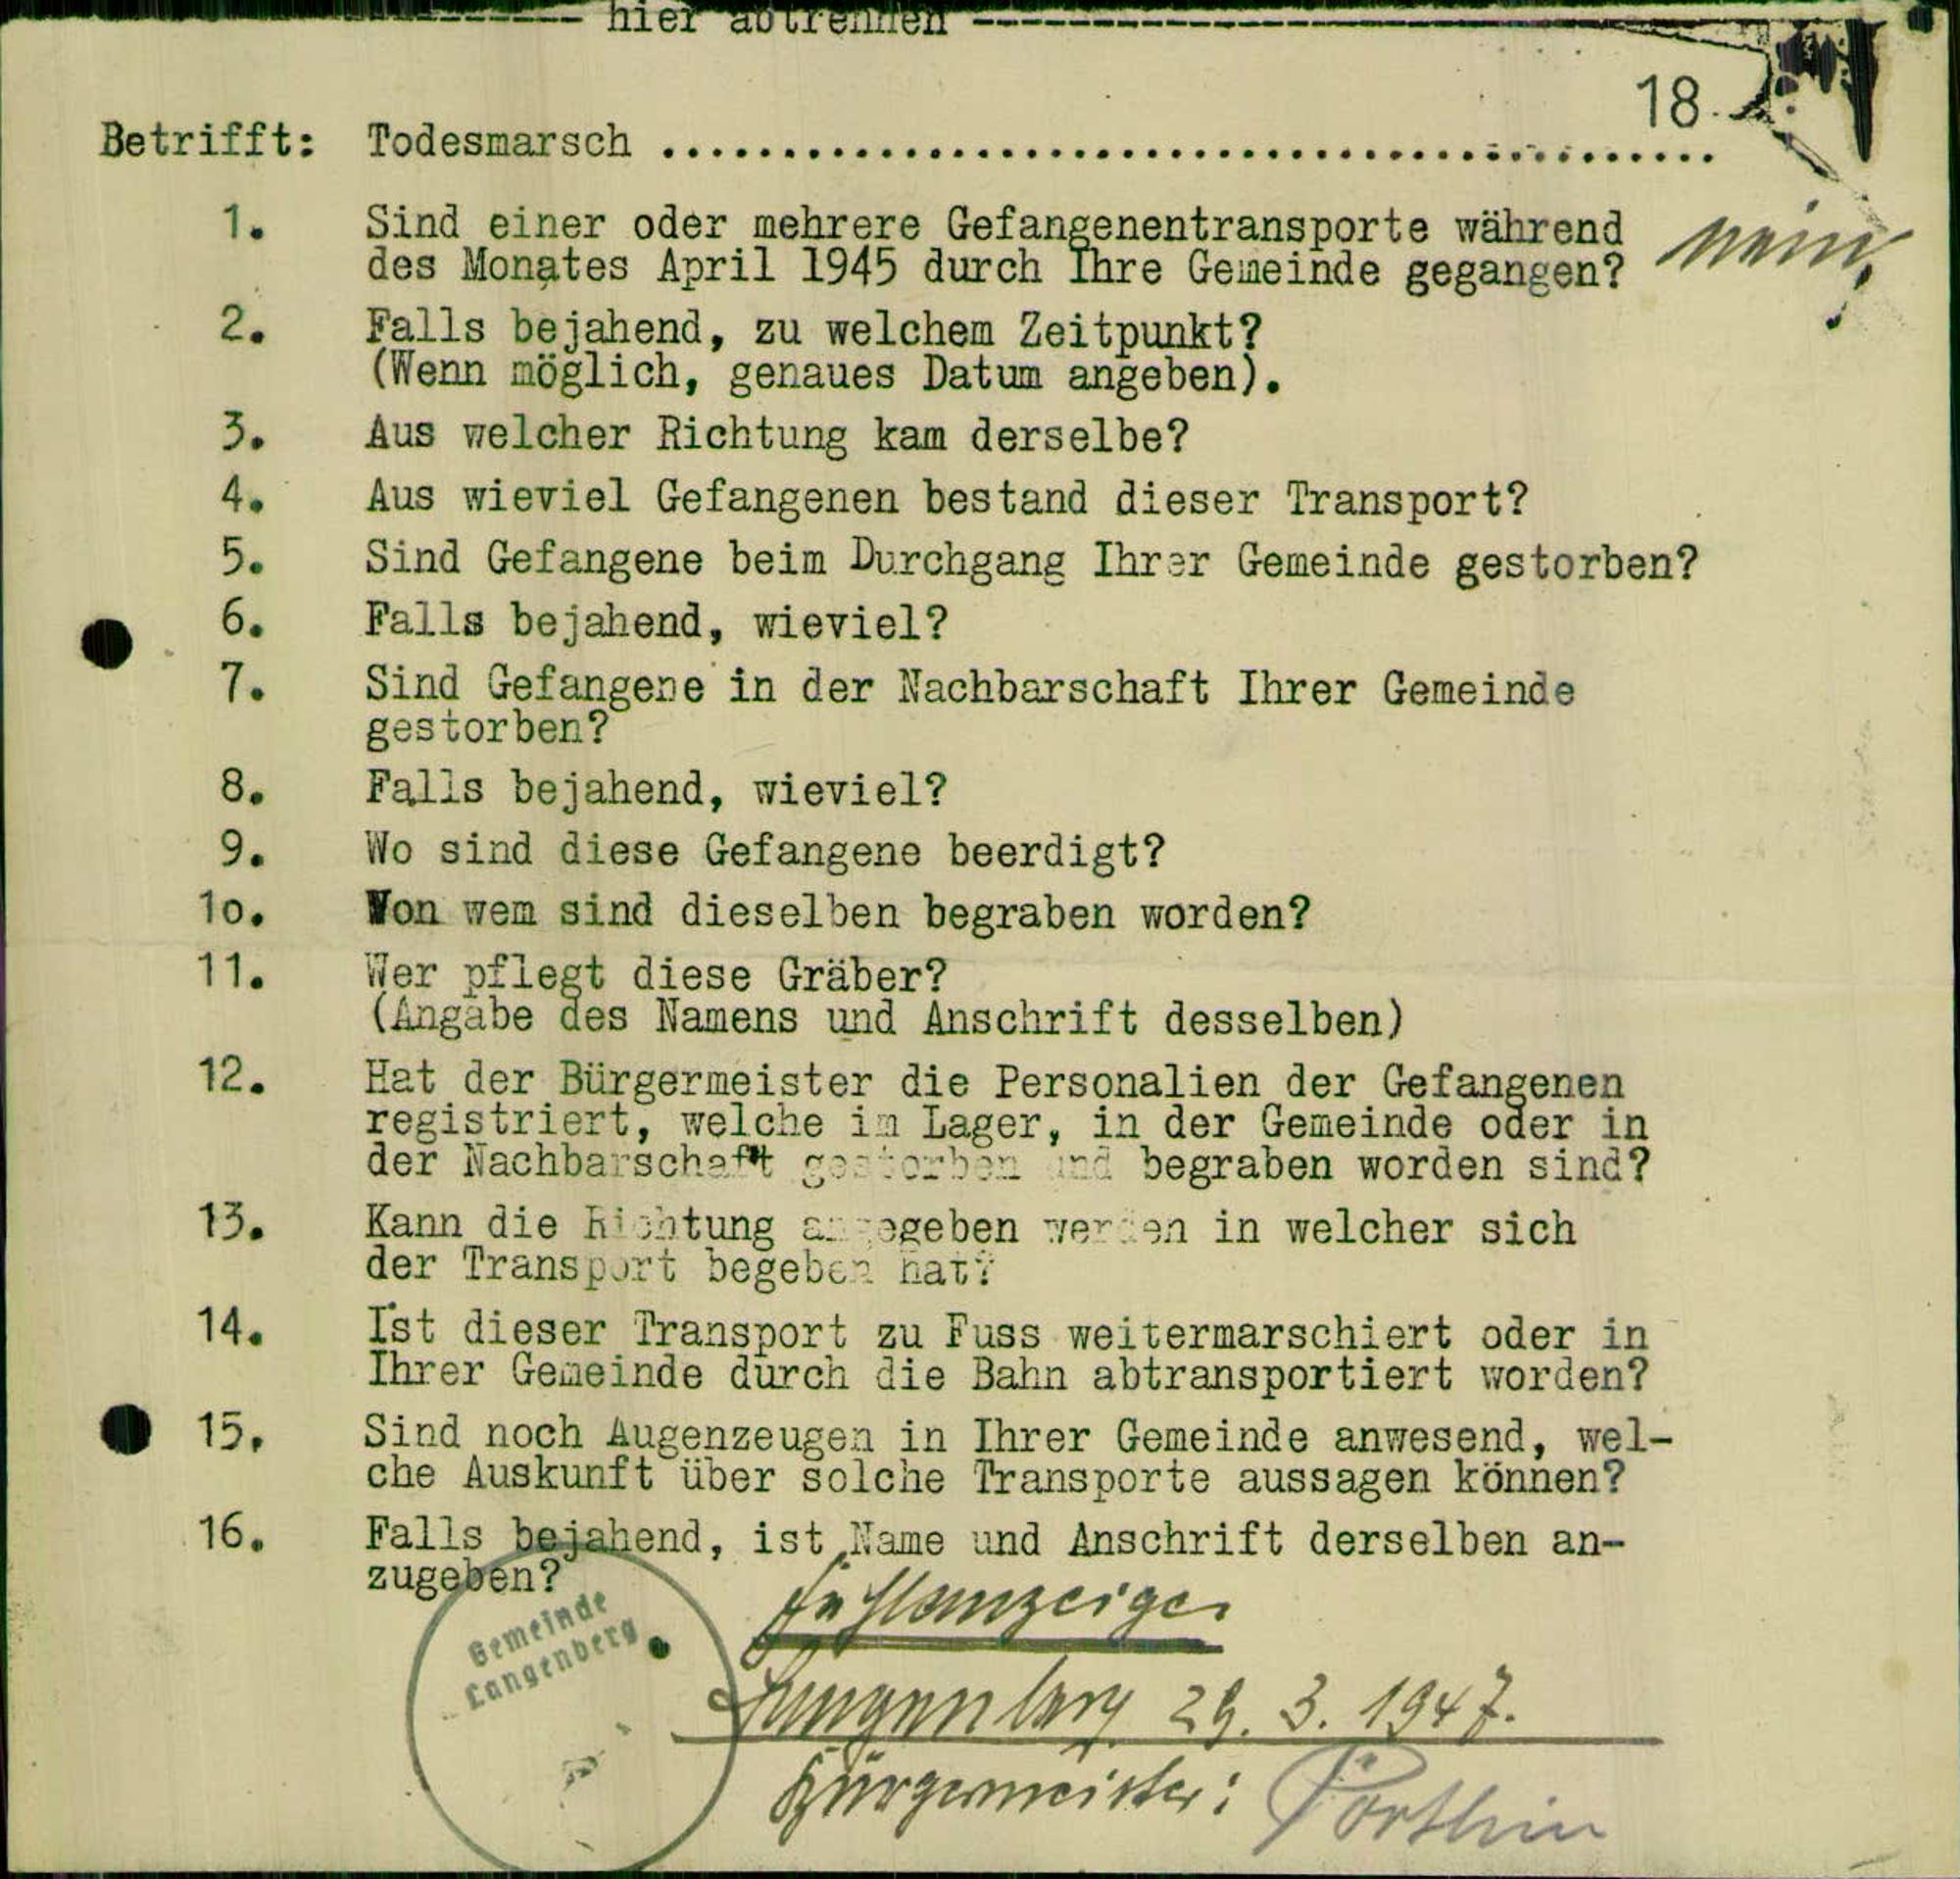 ------- hier abtrennen -------
18.
Betrifft: Todesmarsch ............................................
1. Sind einer oder mehrere Gefangenentransporte während
des Monates April 1945 durch Ihre Gemeinde gegangen? nein!
2. Falls bejahend, zu welchem Zeitpunkt?
(Wenn möglich, genaues Datum angeben).
3. Aus welcher Richtung kam derselbe?
4. Aus wieviel Gefangenen bestand dieser Transport?
5. Sind Gefangene beim Durchgang Ihrer Gemeinde gestorben?
6. Falls bejahend, wieviel?
7. Sind Gefangene in der Nachbarschaft Ihrer Gemeinde
gestorben?
8. Falls bejahend, wieviel?
9. Wo sind diese Gefangene beerdigt?
1o. Von wem sind dieselben begraben worden?
11. Wer pflegt diese Gräber?
(Angabe des Namens und Anschrift desselben)
12. Hat der Bürgermeister die Personalien der Gefangenen
registriert, welche im Lager, in der Gemeinde oder in
der Nachbarschaft gestorben und begraben worden sind?
13. Kann die Richtung angegeben werden in welcher sich
der Transport begeben hat?
14. Ist dieser Transport zu Fuss weitermarschiert oder in
Ihrer Gemeinde durch die Bahn abtransportiert worden?
15. Sind noch Augenzeugen in Ihrer Gemeinde anwesend, wel-
che Auskunft über solche Transporte aussagen können?
16. Falls bejahend, ist Name und Anschrift derselben an-
zugeben?
Gemeinde
Langenberg
Fehlanzeige
Langenberg 29. 3. 1947.
Bürgermeister: